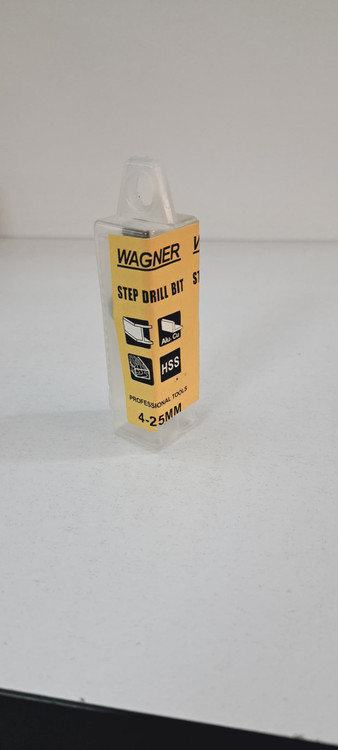 WAGNER
STEP DRILL BIT
Alu. Cu
HSS
PROFESSIONAL TOOLS
4-25MM